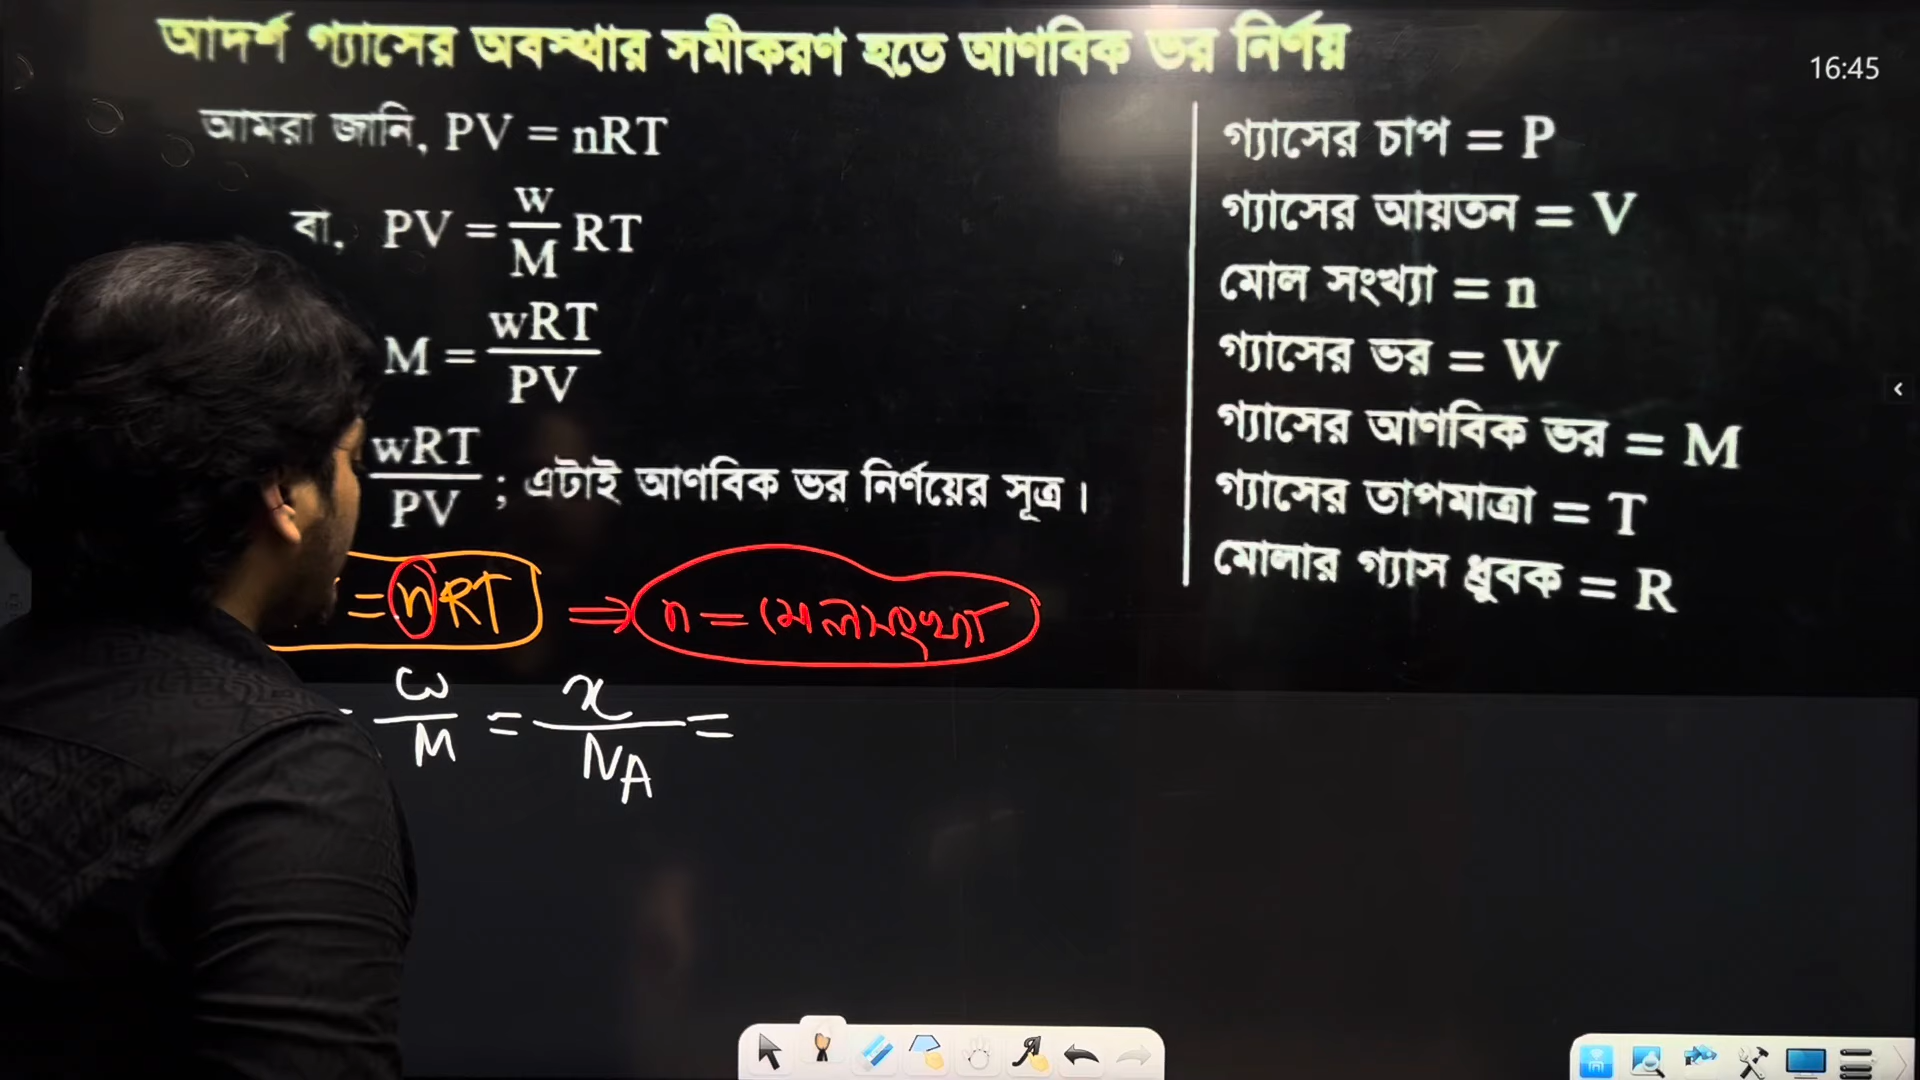 আদর্শ গ্যাসের অবস্থার সমীকরণ হতে আণবিক ভর নির্ণয়
16:45
আমরা জানি, PV = nRT
বা, PV = w/M RT
M = wRT/PV
wRT/PV ; এটাই আণবিক ভর নির্ণয়ের সূত্র।
= nRT ⇒ n = মোলসংখ্যা
w/M = x/NA =
গ্যাসের চাপ = P
গ্যাসের আয়তন = V
মোল সংখ্যা = n
গ্যাসের ভর = W
গ্যাসের আণবিক ভর = M
গ্যাসের তাপমাত্রা = T
মোলার গ্যাস ধ্রুবক = R